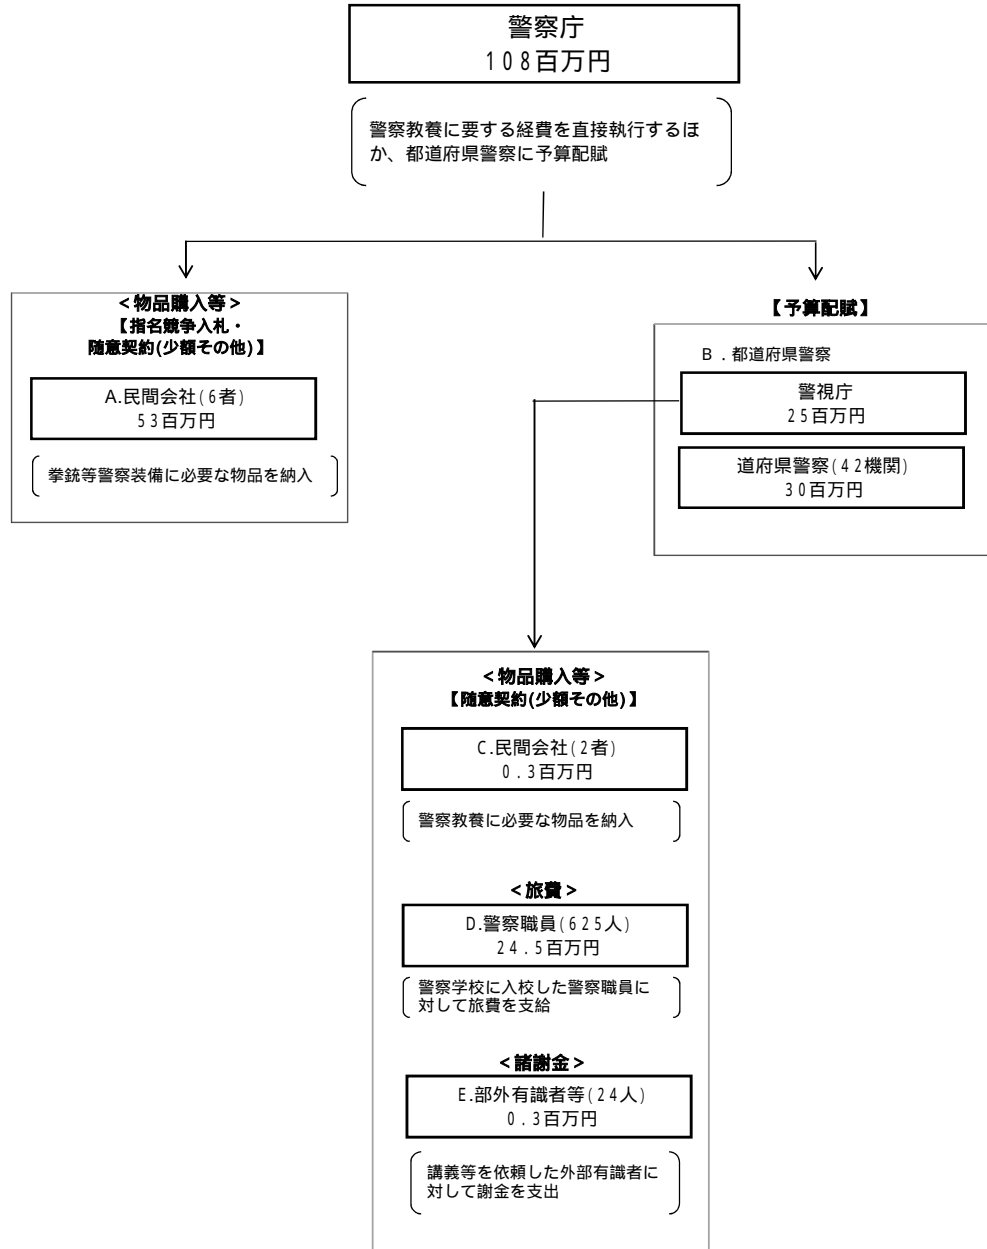 警察庁
108百万円
警察教養に要する経費を直接執行するほ
か、都道府県警察に予算配賦
<物品購入等>
【指名競争入札・
随意契約(少額その他)】
A.民間会社(6者)
53百万円
拳銃等警察装備に必要な物品を納入
【予算配賦】
B．都道府県警察
警視庁
25百万円
道府県警察(42機関)
30百万円
<物品購入等>
【随意契約(少額その他)】
C.民間会社(2者)
0.3百万円
警察教養に必要な物品を納入
<旅費>
D.警察職員(625人)
24.5百万円
警察学校に入校した警察職員に
対して旅費を支給
<諸謝金>
E.部外有識者等(24人)
0.3百万円
講義等を依頼した外部有識者に
対して謝金を支出